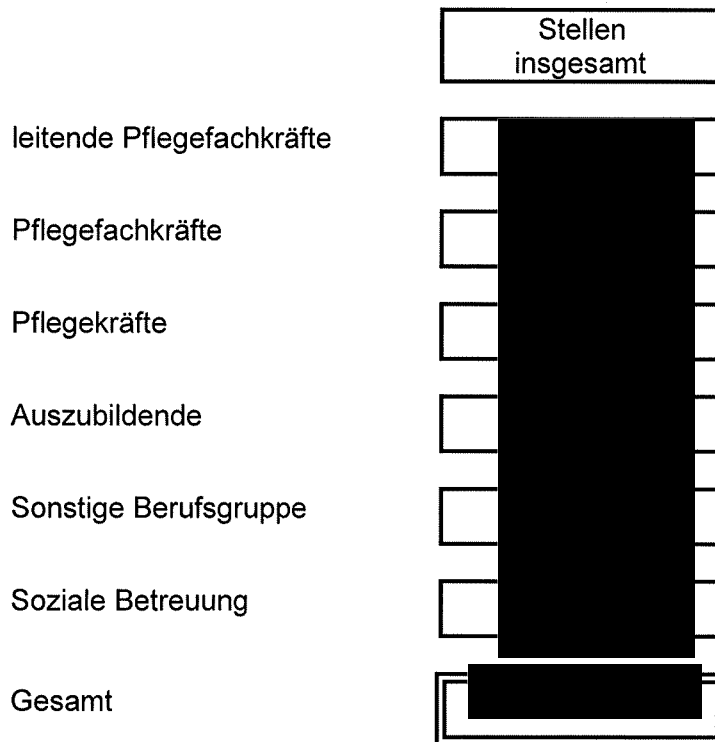 Stellen
insgesamt
leitende Pflegefachkräfte
Pflegefachkräfte
Pflegekräfte
Auszubildende
Sonstige Berufsgruppe
Soziale Betreuung
Gesamt